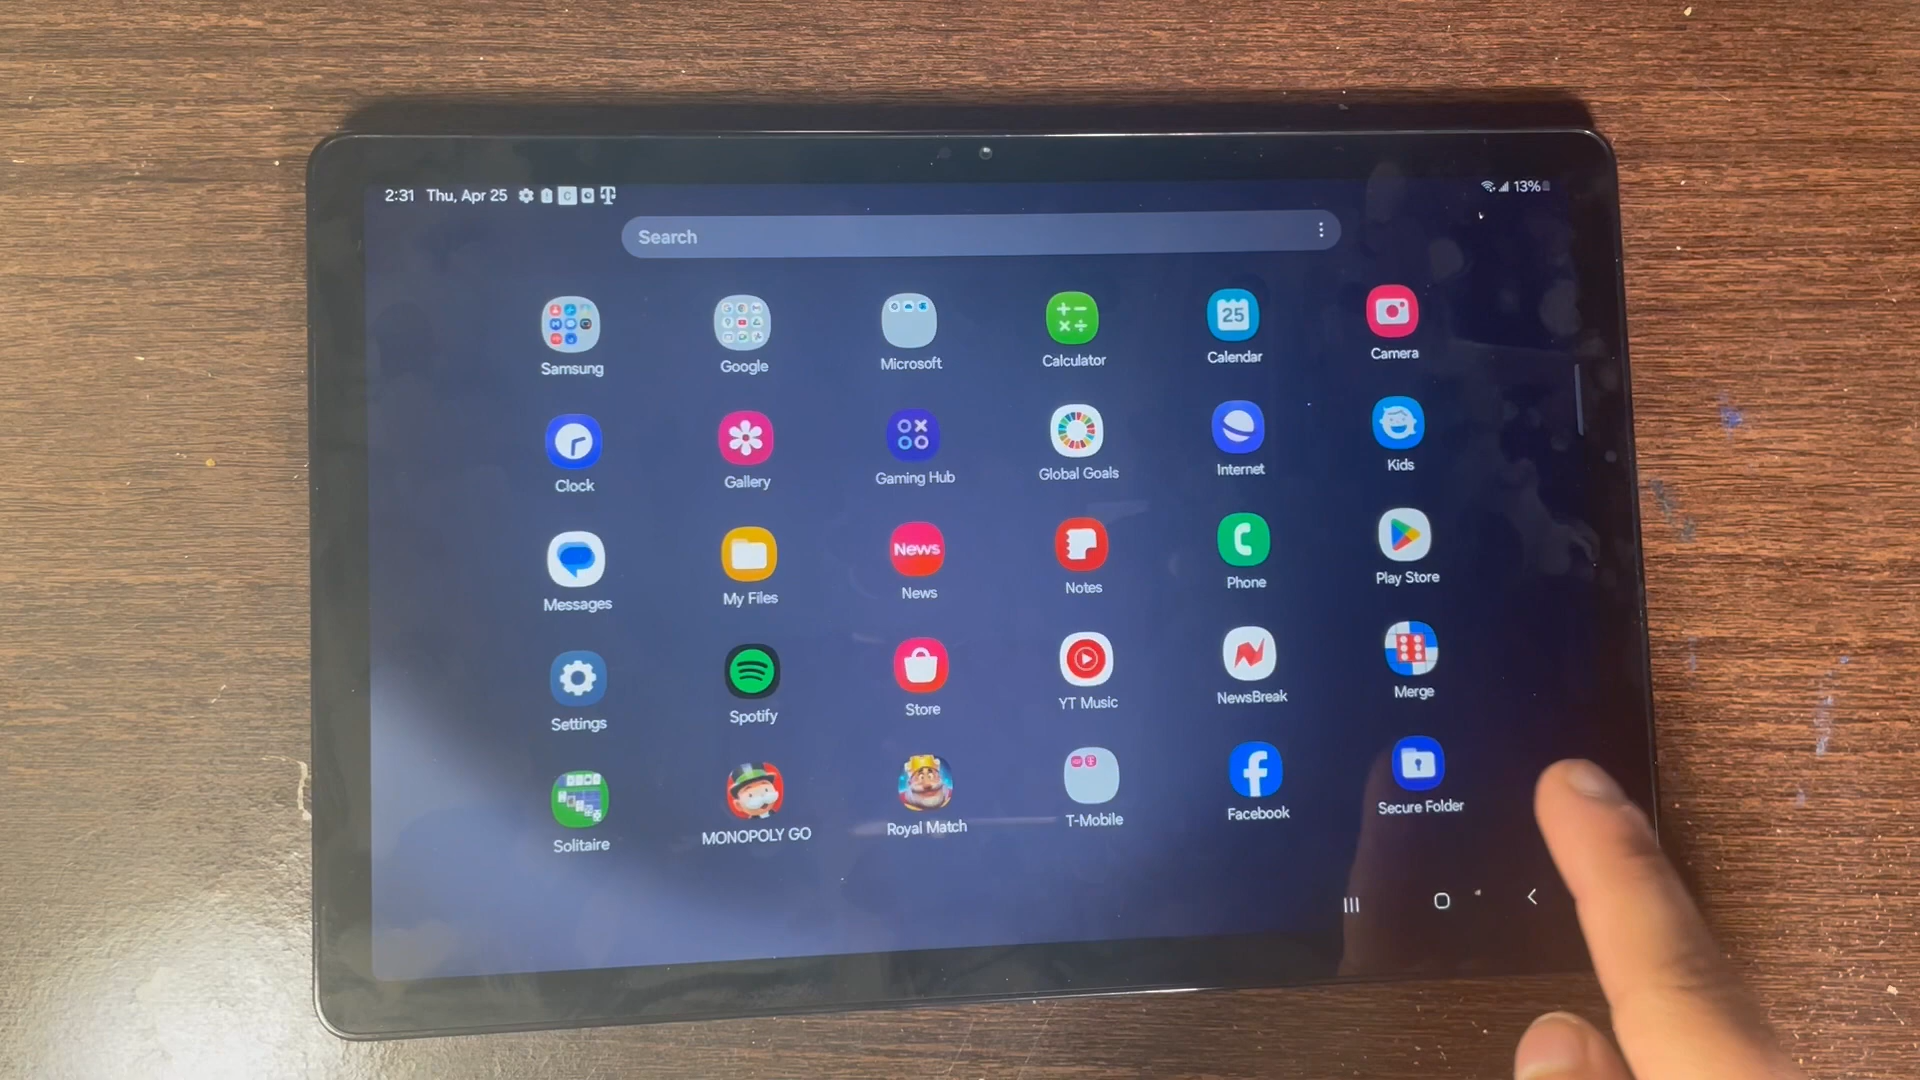 2:31 Thu, Apr 25
13%
Search
Samsung Google Microsoft Calculator Calendar Camera
25
Clock Gallery Gaming Hub Global Goals Internet Kids
News
Messages My Files News Notes Phone Play Store
Settings Spotify Store YT Music NewsBreak Merge
Solitaire MONOPOLY GO Royal Match T-Mobile Facebook Secure Folder